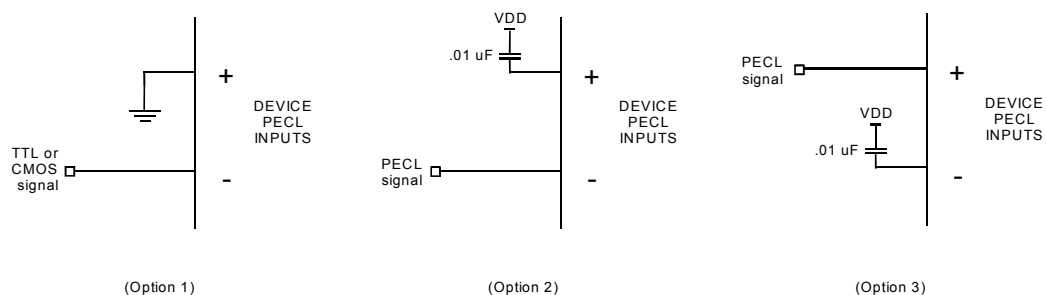 +
DEVICE
PECL
INPUTS
TTL or
CMOS
signal
-
(Option 1)
VDD
.01 uF
+
DEVICE
PECL
INPUTS
PECL
signal
-
(Option 2)
PECL
signal
+
DEVICE
PECL
INPUTS
VDD
.01 uF
-
(Option 3)